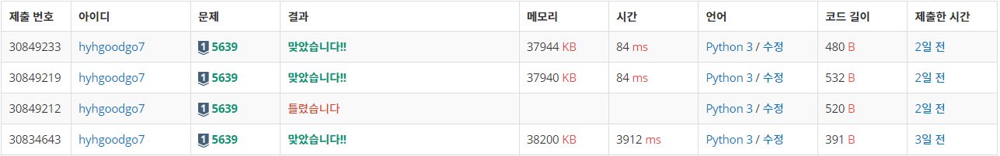 제출 번호 아이디 문제 결과 메모리 시간 언어 코드 길이 제출한 시간
30849233 hyhgoodgo7 1 5639 맞았습니다!! 37944 KB 84 ms Python 3 / 수정 480 B 2일 전
30849219 hyhgoodgo7 1 5639 맞았습니다!! 37940 KB 84 ms Python 3 / 수정 532 B 2일 전
30849212 hyhgoodgo7 1 5639 틀렸습니다 Python 3 / 수정 520 B 2일 전
30834643 hyhgoodgo7 1 5639 맞았습니다!! 38200 KB 3912 ms Python 3 / 수정 391 B 3일 전